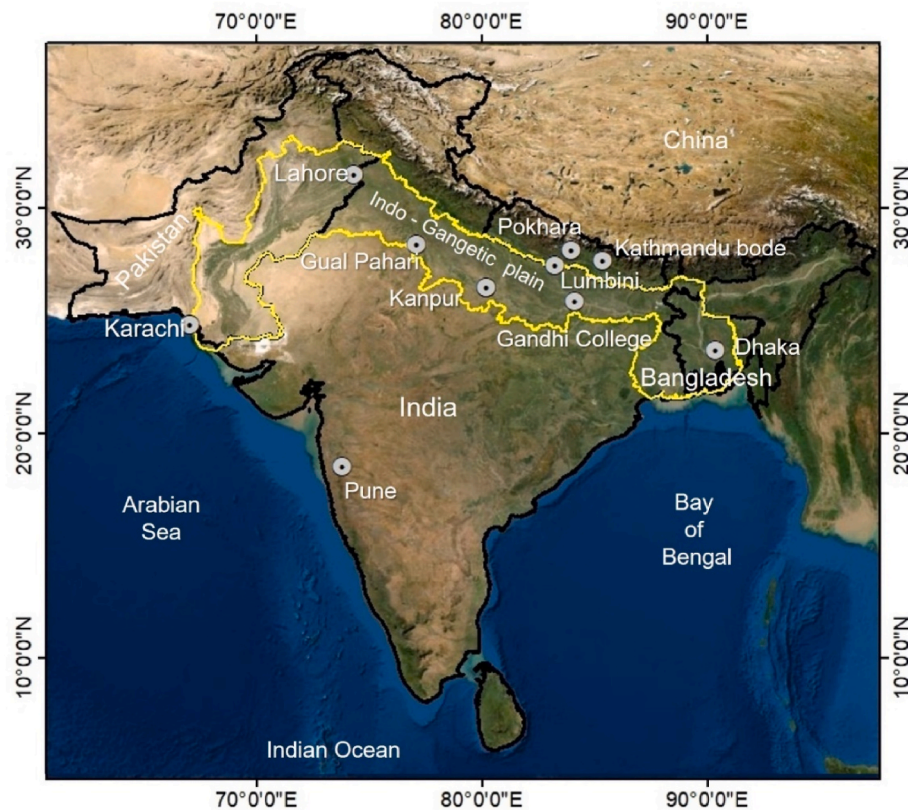 70°0'0"E 80°0'0"E 90°0'0"E
China
Lahore
30°0'0"N 30°0'0"N
Indo - Gangetic plain
Pokhara
Pakistan
Kathmandu bode
Gual Pahari
Lumbini
Kanpur
Karachi
Gandhi College
Dhaka
Bangladesh
India
20°0'0"N 20°0'0"N
Pune
Arabian
Sea
Bay
of
Bengal
10°0'0"N 10°0'0"N
Indian Ocean
70°0'0"E 80°0'0"E 90°0'0"E